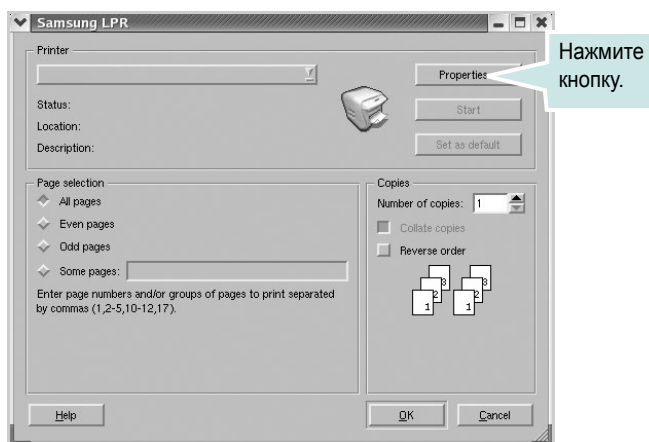 Samsung LPR
Printer
Properties
Status:
Start
Location:
Description:
Set as default
Нажмите
кнопку.
Page selection
All pages
Even pages
Odd pages
Some pages:
Enter page numbers and/or groups of pages to print separated
by commas (1,2-5,10-12,17).
Copies
Number of copies: 1
Collate copies
Reverse order
3 3
2 2
1 1
Help
OK
Cancel